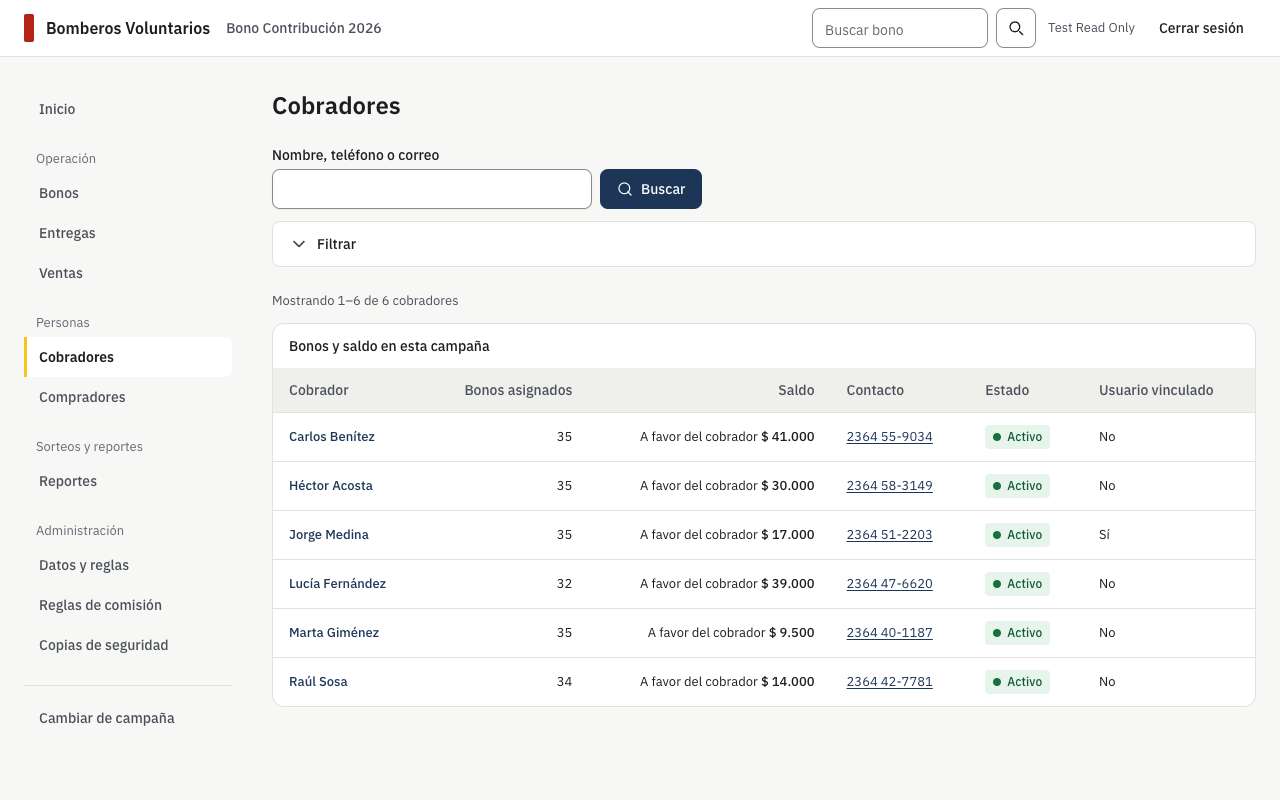 Bomberos Voluntarios Bono Contribución 2026 Buscar bono Test Read Only Cerrar sesión
Inicio
Operación
Bonos
Entregas
Ventas
Personas
Cobradores
Compradores
Sorteos y reportes
Reportes
Administración
Datos y reglas
Reglas de comisión
Copias de seguridad
Cambiar de campaña
Cobradores
Nombre, teléfono o correo
Buscar
Filtrar
Mostrando 1–6 de 6 cobradores
Bonos y saldo en esta campaña
Cobrador Bonos asignados Saldo Contacto Estado Usuario vinculado
Carlos Benítez 35 A favor del cobrador $ 41.000 2364 55-9034 Activo No
Héctor Acosta 35 A favor del cobrador $ 30.000 2364 58-3149 Activo No
Jorge Medina 35 A favor del cobrador $ 17.000 2364 51-2203 Activo Sí
Lucía Fernández 32 A favor del cobrador $ 39.000 2364 47-6620 Activo No
Marta Giménez 35 A favor del cobrador $ 9.500 2364 40-1187 Activo No
Raúl Sosa 34 A favor del cobrador $ 14.000 2364 42-7781 Activo No